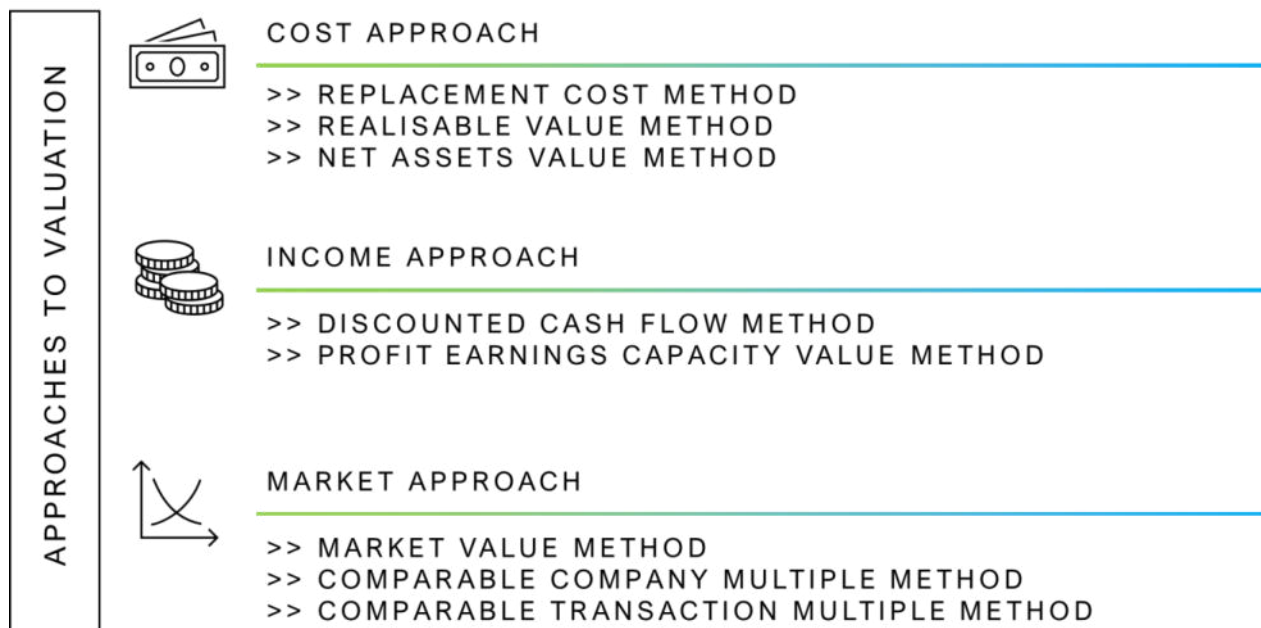 APPROACHES TO VALUATION
COST APPROACH
>> REPLACEMENT COST METHOD
>> REALISABLE VALUE METHOD
>> NET ASSETS VALUE METHOD
INCOME APPROACH
>> DISCOUNTED CASH FLOW METHOD
>> PROFIT EARNINGS CAPACITY VALUE METHOD
MARKET APPROACH
>> MARKET VALUE METHOD
>> COMPARABLE COMPANY MULTIPLE METHOD
>> COMPARABLE TRANSACTION MULTIPLE METHOD